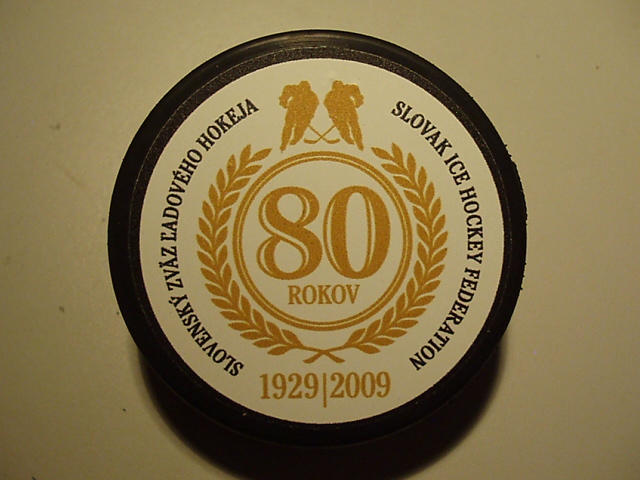 SLOVENSKÝ ZVÄZ ĽADOVÉHO HOKEJA
SLOVAK ICE HOCKEY FEDERATION
80
ROKOV
1929|2009